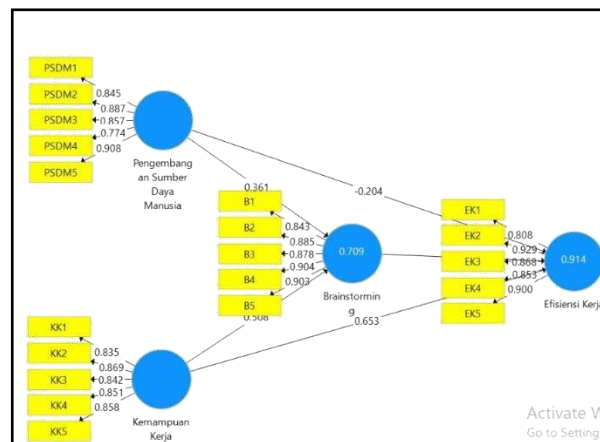 PSDM1
PSDM2
PSDM3
PSDM4
PSDM5
0.845
0.887
0.857
0.774
0.908
Pengembang
an Sumber
Daya
Manusia
0.361
-0.204
B1
B2
B3
B4
B5
0.843
0.885
0.878
0.904
0.903
0.709
Brainstormin
g
EK1
EK2
EK3
EK4
EK5
0.808
0.929
0.868
0.853
0.900
0.914
Efisiensi Kerja
0.508
0.653
KK1
KK2
KK3
KK4
KK5
0.835
0.869
0.842
0.851
0.858
Kemampuan
Kerja
Activate W
Go to Setting